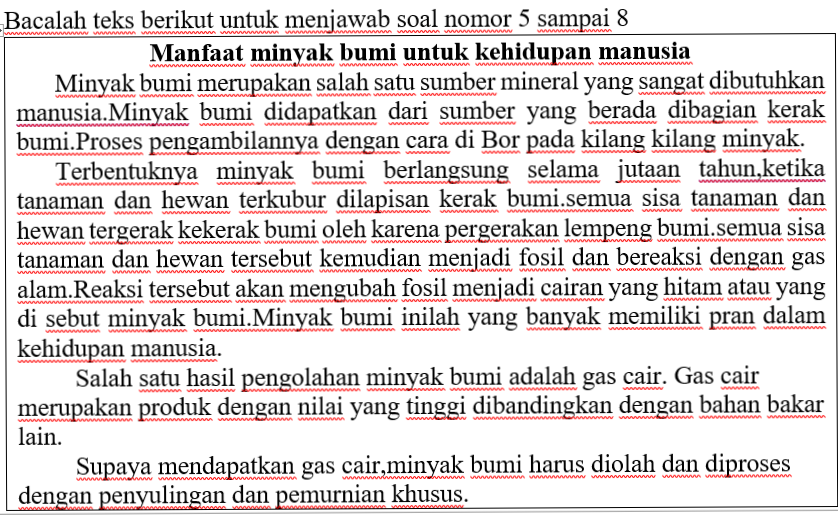 Bacalah teks berikut untuk menjawab soal nomor 5 sampai 8
Manfaat minyak bumi untuk kehidupan manusia
Minyak bumi merupakan salah satu sumber mineral yang sangat dibutuhkan
manusia.Minyak bumi didapatkan dari sumber yang berada dibagian kerak
bumi.Proses pengambilannya dengan cara di Bor pada kilang kilang minyak.
Terbentuknya minyak bumi berlangsung selama jutaan tahun,ketika
tanaman dan hewan terkubur dilapisan kerak bumi.semua sisa tanaman dan
hewan tergerak kekerak bumi oleh karena pergerakan lempeng bumi.semua sisa
tanaman dan hewan tersebut kemudian menjadi fosil dan bereaksi dengan gas
alam.Reaksi tersebut akan mengubah fosil menjadi cairan yang hitam atau yang
di sebut minyak bumi.Minyak bumi inilah yang banyak memiliki pran dalam
kehidupan manusia.
Salah satu hasil pengolahan minyak bumi adalah gas cair. Gas cair
merupakan produk dengan nilai yang tinggi dibandingkan dengan bahan bakar
lain.
Supaya mendapatkan gas cair,minyak bumi harus diolah dan diproses
dengan penyulingan dan pemurnian khusus.